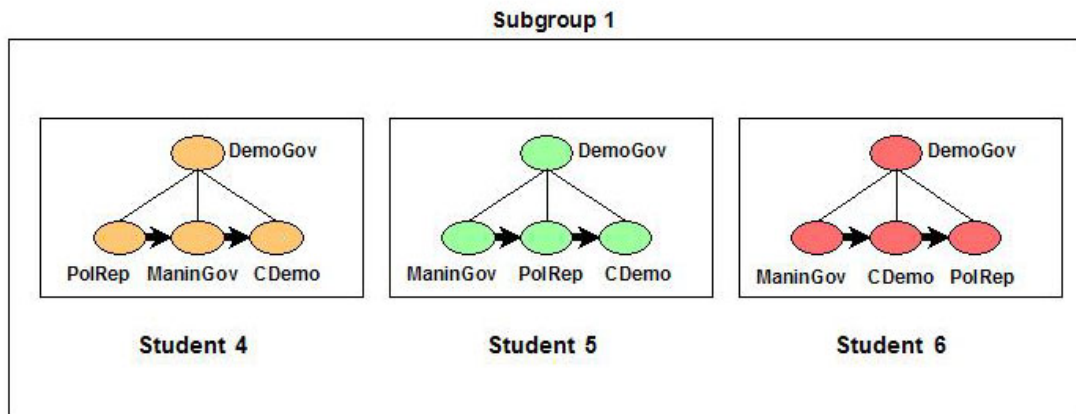 Subgroup 1
DemoGov
PolRep ManinGov CDemo
Student 4
DemoGov
ManinGov PolRep CDemo
Student 5
DemoGov
ManinGov CDemo PolRep
Student 6